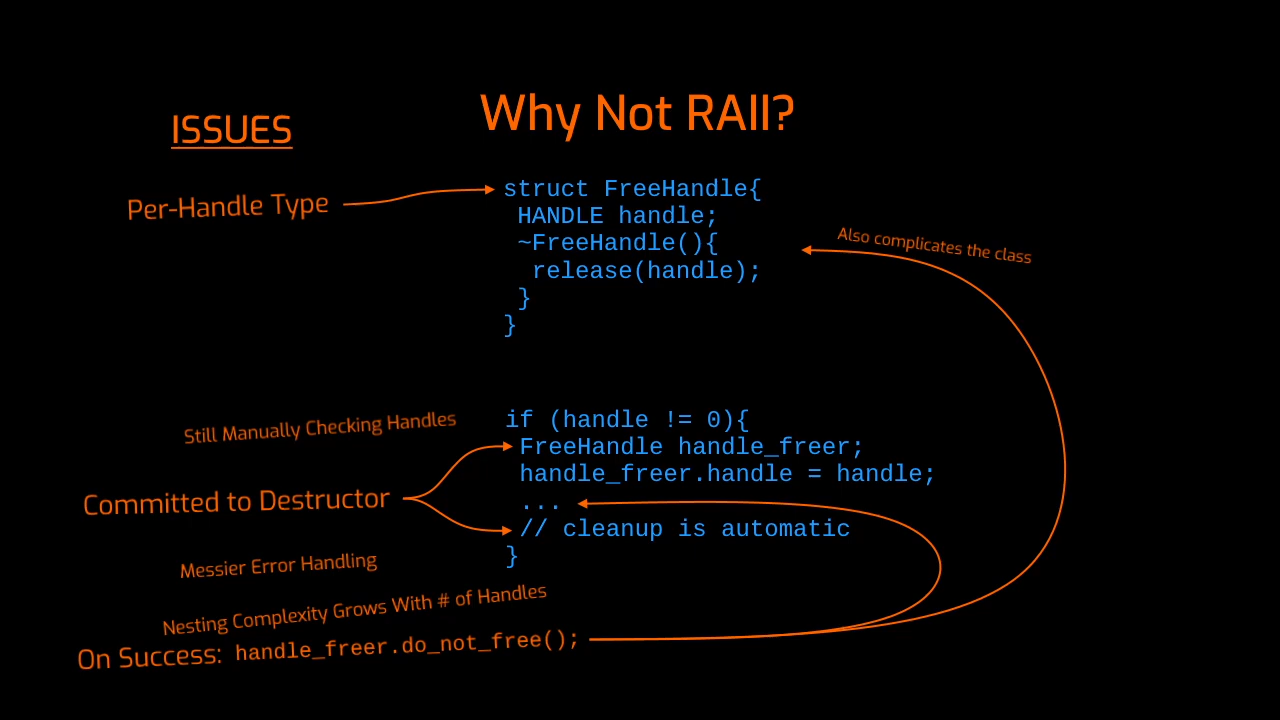 Why Not RAII?
ISSUES
Per-Handle Type
struct FreeHandle{
 HANDLE handle;
 ~FreeHandle(){
  release(handle);
 }
}
Also complicates the class
Still Manually Checking Handles
Committed to Destructor
if (handle != 0){
 FreeHandle handle_freer;
 handle_freer.handle = handle;
 ...
 // cleanup is automatic
}
Messier Error Handling
Nesting Complexity Grows With # of Handles
On Success: handle_freer.do_not_free();